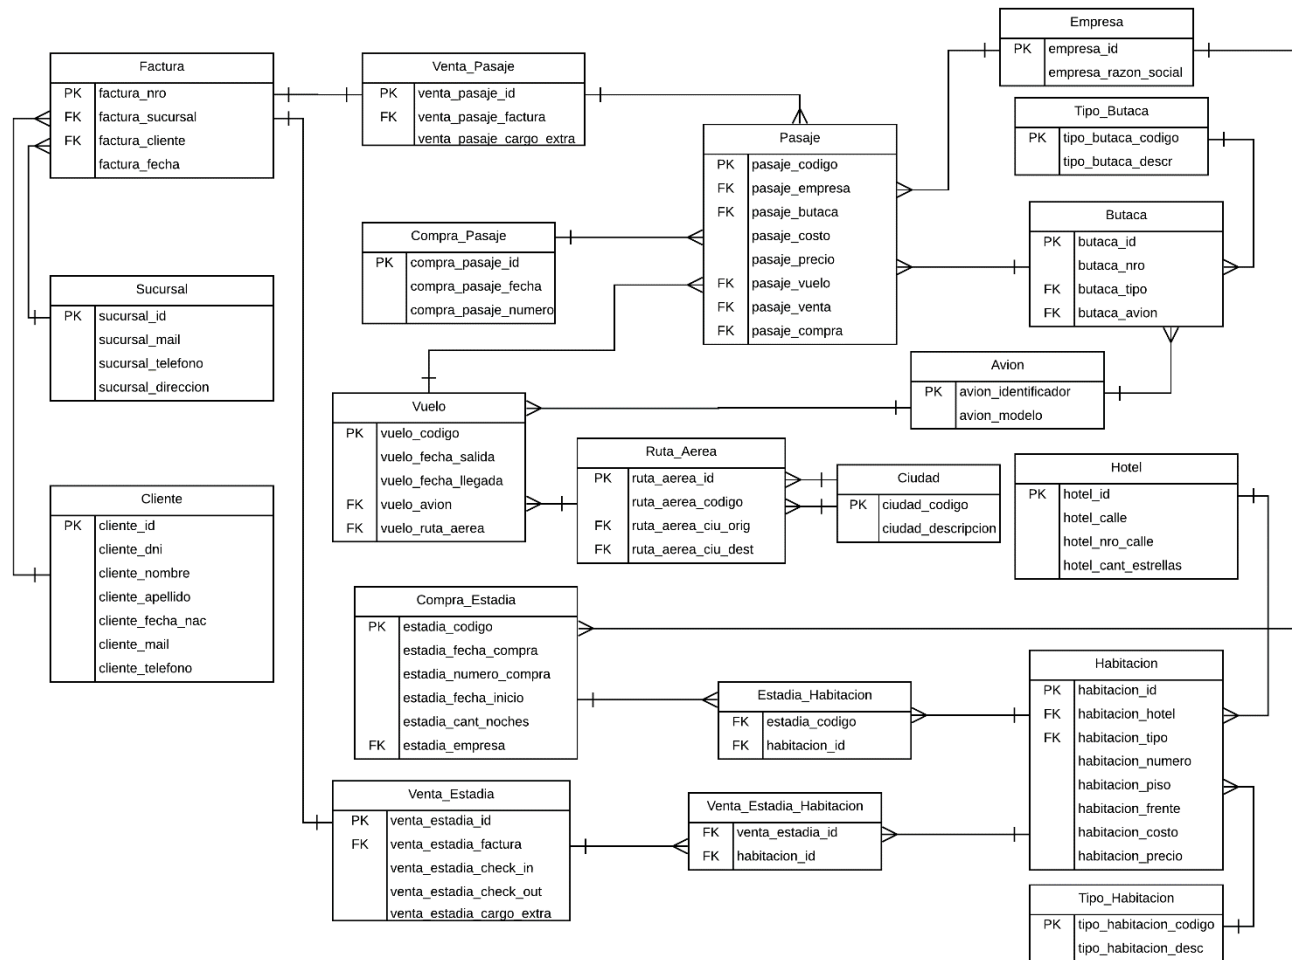 Empresa
PK empresa_id
empresa_razon_social
Factura
PK factura_nro
FK factura_sucursal
FK factura_cliente
factura_fecha
Venta_Pasaje
PK venta_pasaje_id
FK venta_pasaje_factura
venta_pasaje_cargo_extra
Tipo_Butaca
PK tipo_butaca_codigo
tipo_butaca_descr
Pasaje
PK pasaje_codigo
FK pasaje_empresa
FK pasaje_butaca
pasaje_costo
pasaje_precio
FK pasaje_vuelo
FK pasaje_venta
FK pasaje_compra
Butaca
PK butaca_id
butaca_nro
FK butaca_tipo
FK butaca_avion
Compra_Pasaje
PK compra_pasaje_id
compra_pasaje_fecha
compra_pasaje_numero
Sucursal
PK sucursal_id
sucursal_mail
sucursal_telefono
sucursal_direccion
Avion
PK avion_identificador
avion_modelo
Vuelo
PK vuelo_codigo
vuelo_fecha_salida
vuelo_fecha_llegada
FK vuelo_avion
FK vuelo_ruta_aerea
Ruta_Aerea
PK ruta_aerea_id
ruta_aerea_codigo
FK ruta_aerea_ciu_orig
FK ruta_aerea_ciu_dest
Ciudad
PK ciudad_codigo
ciudad_descripcion
Hotel
PK hotel_id
hotel_calle
hotel_nro_calle
hotel_cant_estrellas
Cliente
PK cliente_id
cliente_dni
cliente_nombre
cliente_apellido
cliente_fecha_nac
cliente_mail
cliente_telefono
Compra_Estadia
PK estadia_codigo
estadia_fecha_compra
estadia_numero_compra
estadia_fecha_inicio
estadia_cant_noches
FK estadia_empresa
Estadia_Habitacion
FK estadia_codigo
FK habitacion_id
Habitacion
PK habitacion_id
FK habitacion_hotel
FK habitacion_tipo
habitacion_numero
habitacion_piso
habitacion_frente
habitacion_costo
habitacion_precio
Venta_Estadia
PK venta_estadia_id
FK venta_estadia_factura
venta_estadia_check_in
venta_estadia_check_out
venta_estadia_cargo_extra
Venta_Estadia_Habitacion
FK venta_estadia_id
FK habitacion_id
Tipo_Habitacion
PK tipo_habitacion_codigo
tipo_habitacion_desc